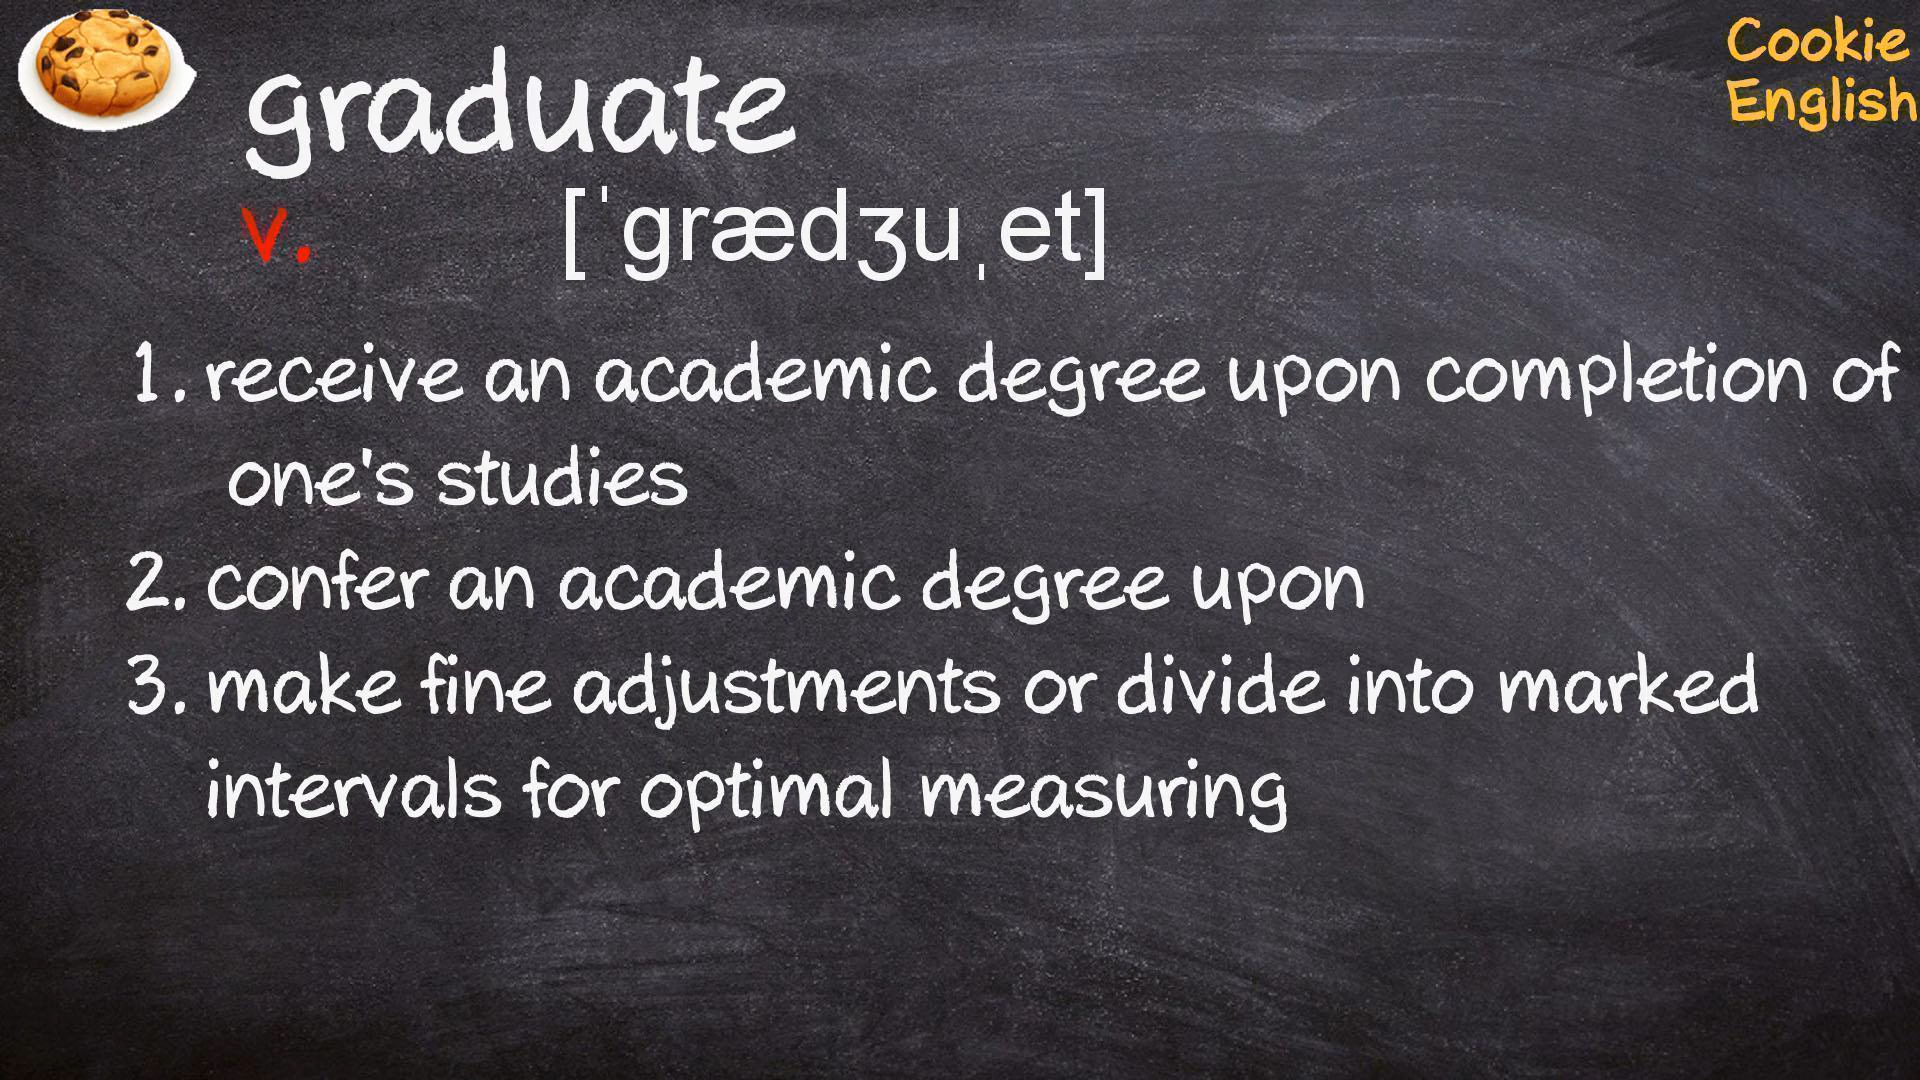 Cookie
English
graduate
v. [ˈgrædʒuˌet]
1. receive an academic degree upon completion of
one's studies
2. confer an academic degree upon
3. make fine adjustments or divide into marked
intervals for optimal measuring